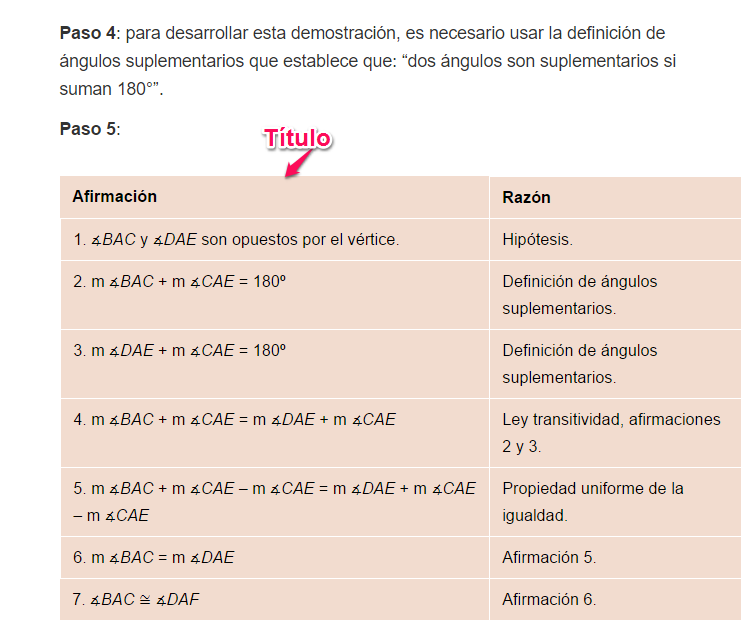 Paso 4: para desarrollar esta demostración, es necesario usar la definición de
ángulos suplementarios que establece que: “dos ángulos son suplementarios si
suman 180°”.
Paso 5:
Título
Afirmación
Razón
1. ∡BAC y ∡DAE son opuestos por el vértice.
Hipótesis.
2. m ∡BAC + m ∡CAE = 180º
Definición de ángulos
suplementarios.
3. m ∡DAE + m ∡CAE = 180º
Definición de ángulos
suplementarios.
4. m ∡BAC + m ∡CAE = m ∡DAE + m ∡CAE
Ley transitividad, afirmaciones
2 y 3.
5. m ∡BAC + m ∡CAE – m ∡CAE = m ∡DAE + m ∡CAE
– m ∡CAE
Propiedad uniforme de la
igualdad.
6. m ∡BAC = m ∡DAE
Afirmación 5.
7. ∡BAC ≅ ∡DAF
Afirmación 6.